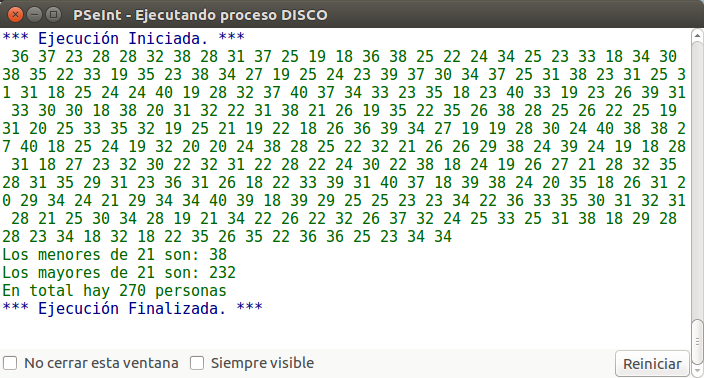 PSeInt - Ejecutando proceso DISCO
*** Ejecución Iniciada. ***
36 37 23 28 28 32 38 28 31 37 25 19 18 36 38 25 22 24 34 25 23 33 18 34 30
38 35 22 33 19 35 23 38 34 27 19 25 24 23 39 37 30 34 37 25 31 38 23 31 25 3
1 31 18 25 24 24 40 19 28 32 37 40 37 34 33 23 35 18 23 40 33 19 23 26 39 31
33 30 30 18 38 20 31 32 22 31 38 21 26 19 35 22 35 26 38 28 25 26 22 25 19
31 20 25 33 35 32 19 25 21 19 22 18 26 36 39 34 27 19 19 28 30 24 40 38 38 2
7 40 18 25 24 19 32 20 20 24 38 28 25 22 32 21 26 26 29 38 24 39 24 19 18 28
31 18 27 23 32 30 22 32 31 22 28 22 24 30 22 38 18 24 19 26 27 21 28 32 35
28 31 35 29 31 23 36 31 26 18 22 33 39 31 40 37 18 39 38 24 20 35 18 26 31 2
0 29 34 24 21 29 34 34 40 39 18 39 29 25 25 23 23 34 22 36 33 35 30 31 32 31
28 21 25 30 34 28 19 21 34 22 26 22 32 26 37 32 24 25 33 25 31 38 18 29 28
28 23 34 18 32 18 22 35 26 35 22 36 36 25 23 34 34
Los menores de 21 son: 38
Los mayores de 21 son: 232
En total hay 270 personas
*** Ejecución Finalizada. ***
No cerrar esta ventana Siempre visible Reiniciar